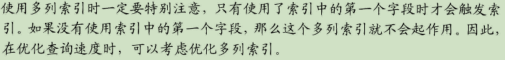 使用多列索引时一定要特别注意，只有使用了索引中的第一个字段时才会触发索
引。如果没有使用索引中的第一个字段，那么这个多列索引就不会起作用。因此，
在优化查询速度时，可以考虑优化多列索引。